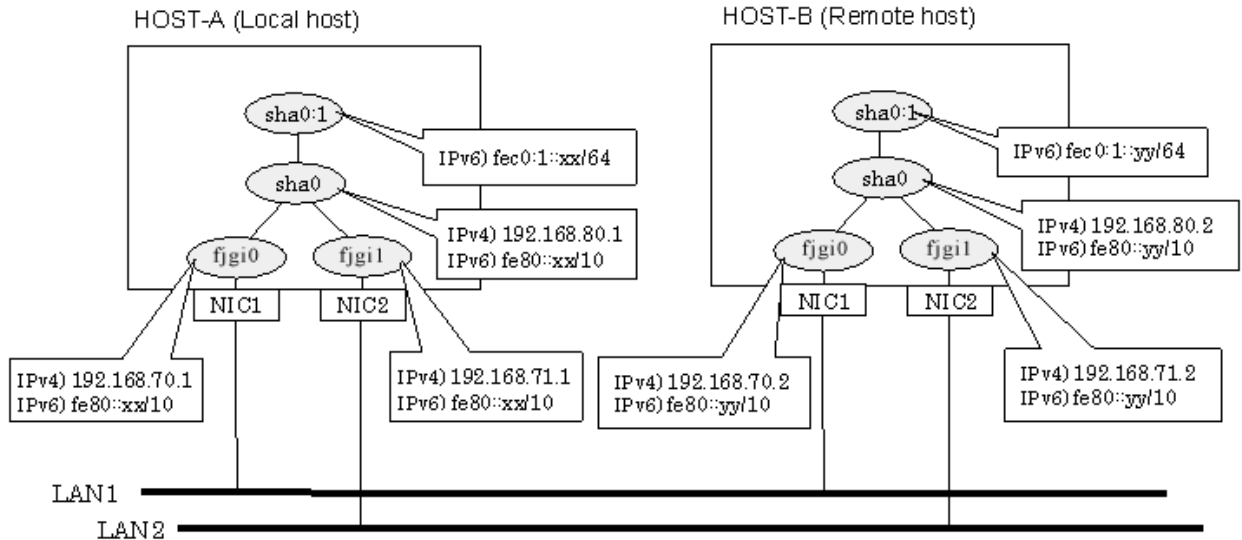 HOST-A (Local host)
HOST-B (Remote host)
sha0:1
IPv6) fec0:1::xx/64
sha0
IPv4) 192.168.80.1
IPv6) fe80::xx/10
fjgi0
fjgi1
NIC1
NIC2
IPv4) 192.168.70.1
IPv6) fe80::xx/10
IPv4) 192.168.71.1
IPv6) fe80::xx/10
sha0:1
IPv6) fec0:1::yy/64
sha0
IPv4) 192.168.80.2
IPv6) fe80::yy/10
fjgi0
fjgi1
NIC1
NIC2
IPv4) 192.168.70.2
IPv6) fe80::yy/10
IPv4) 192.168.71.2
IPv6) fe80::yy/10
LAN1
LAN2